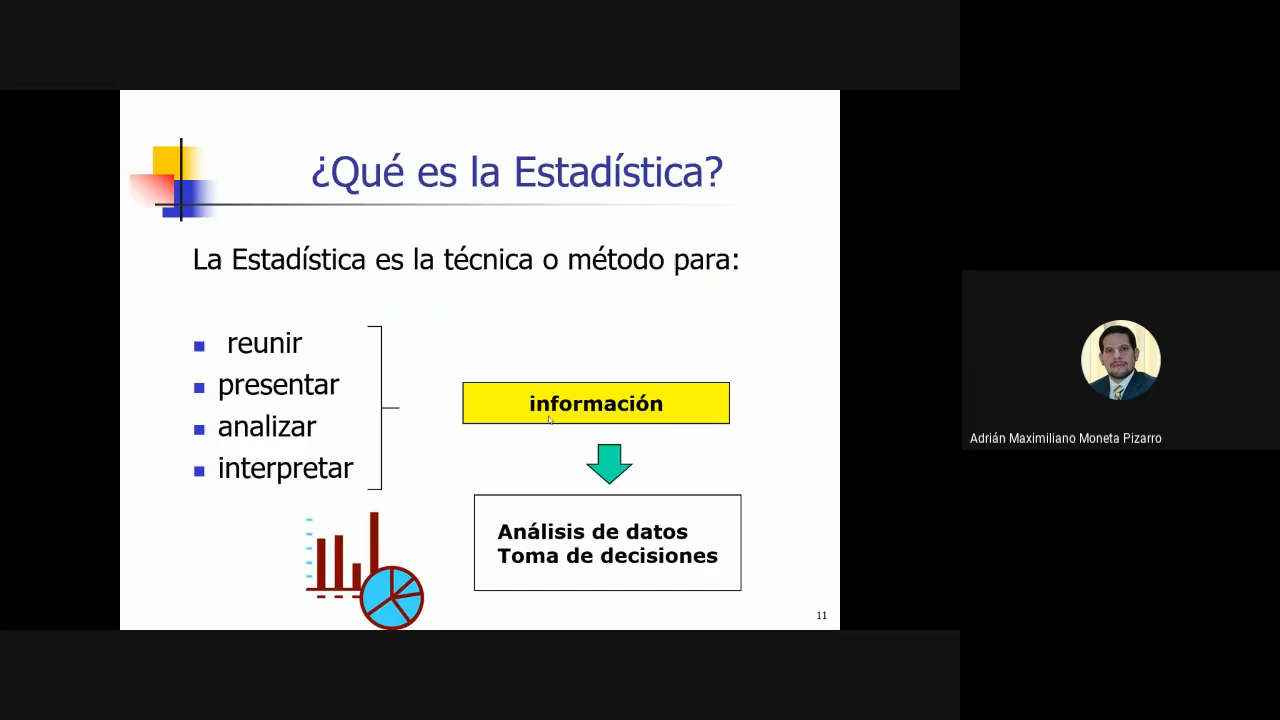 ¿Qué es la Estadística?
La Estadística es la técnica o método para:
reunir
presentar
analizar
interpretar
información
Análisis de datos
Toma de decisiones
11
Adrián Maximiliano Moneta Pizarro